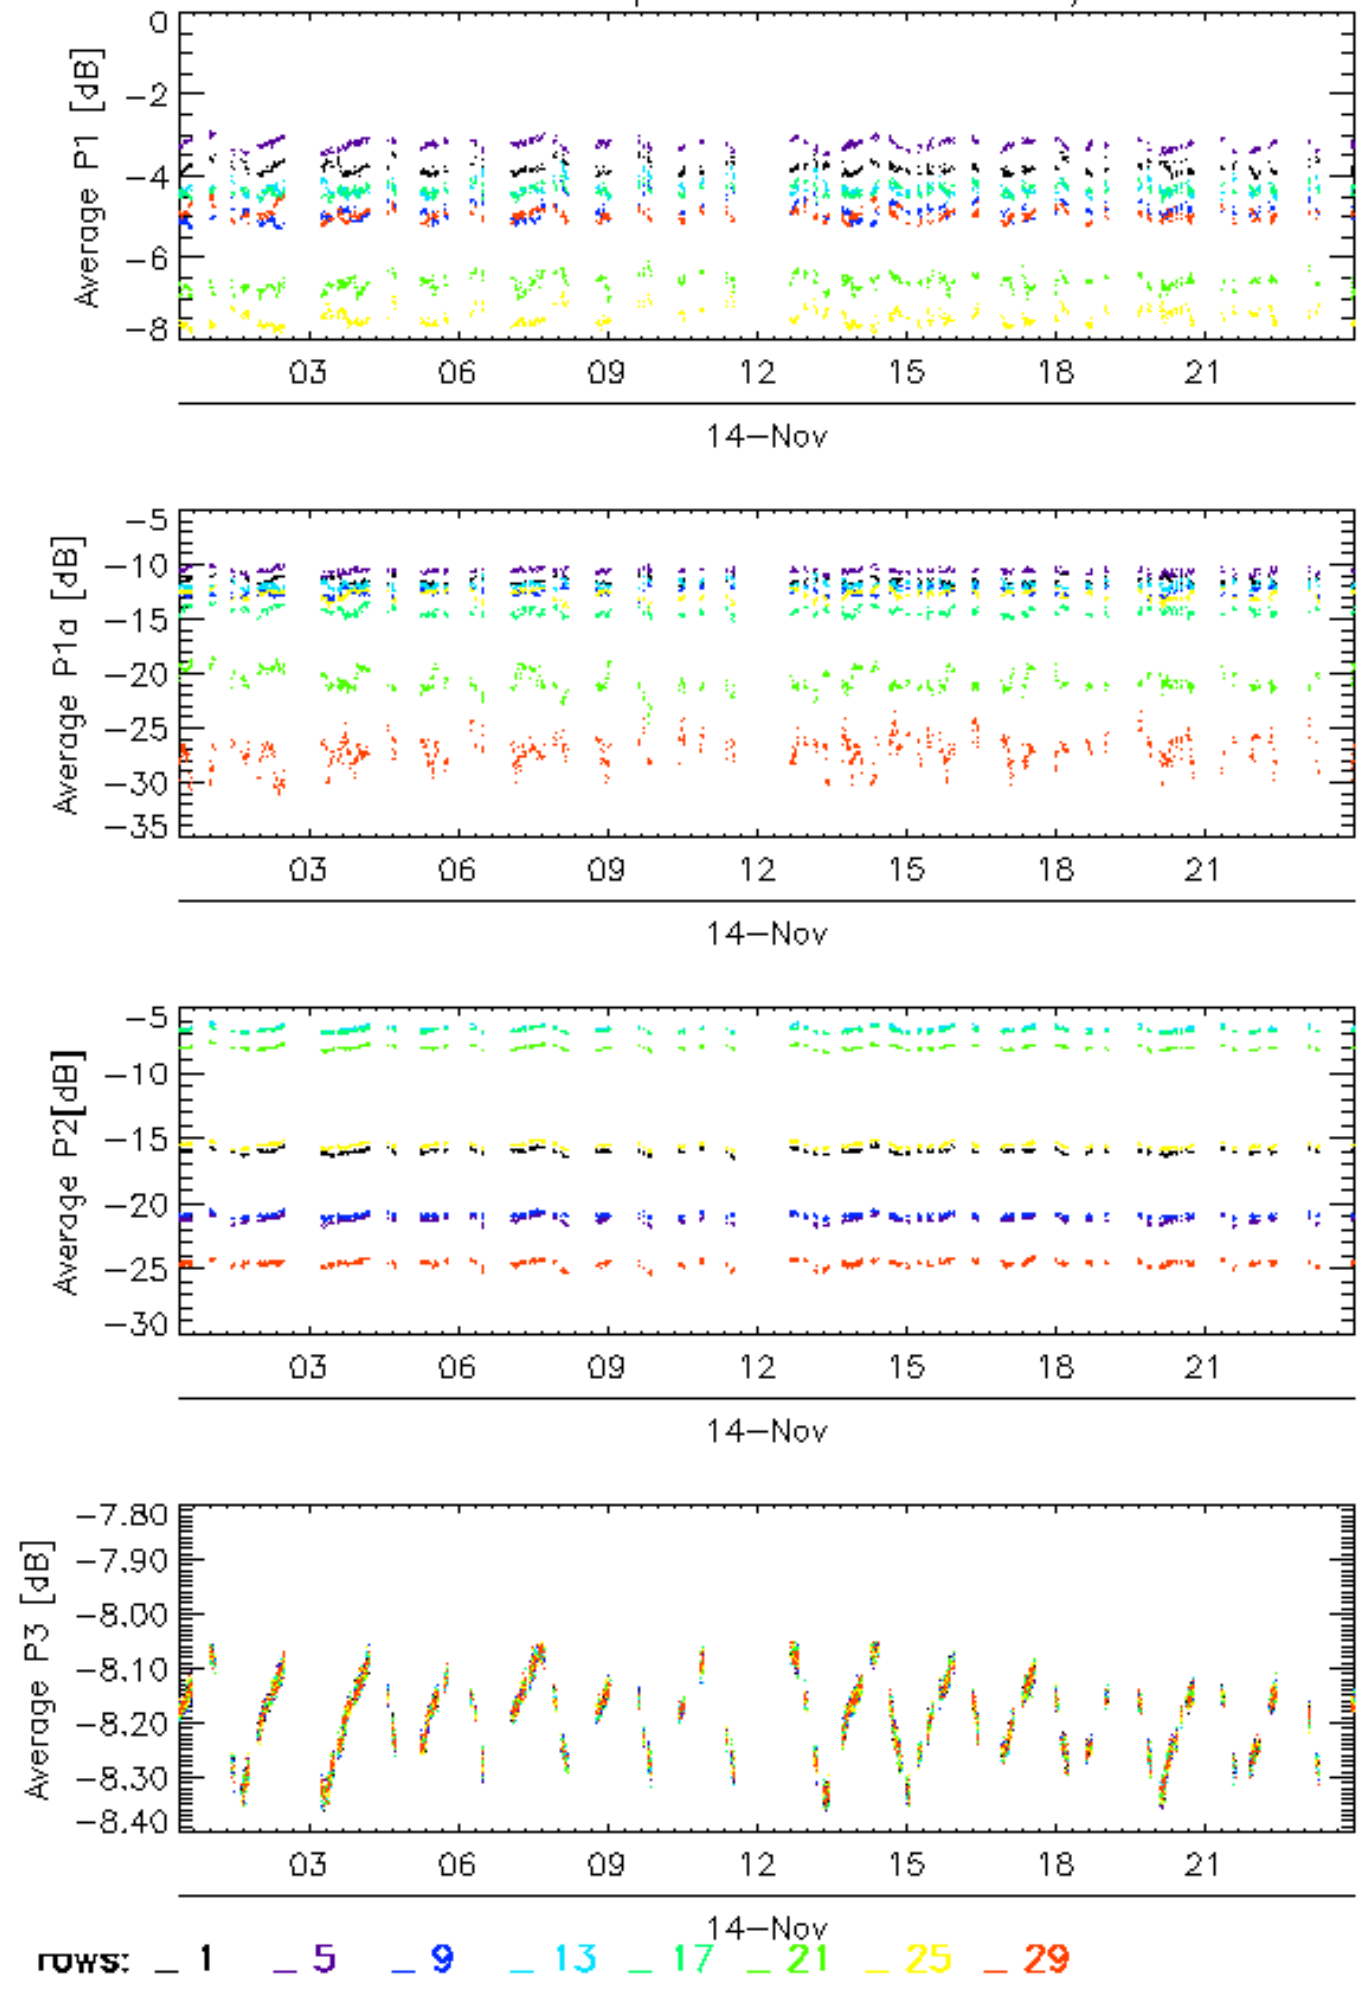 0
-2
-4
-6
-8
Average P1 [dB]
03 06 09 12 15 18 21
14-Nov
-5
-10
-15
-20
-25
-30
-35
Average P1a [dB]
03 06 09 12 15 18 21
14-Nov
-5
-10
-15
-20
-25
-30
Average P2[dB]
03 06 09 12 15 18 21
14-Nov
-7.80
-7.90
-8.00
-8.10
-8.20
-8.30
-8.40
Average P3 [dB]
03 06 09 12 15 18 21
14-Nov
rows: _ 1 _ 5 _ 9 _ 13 _ 17 _ 21 _ 25 _ 29